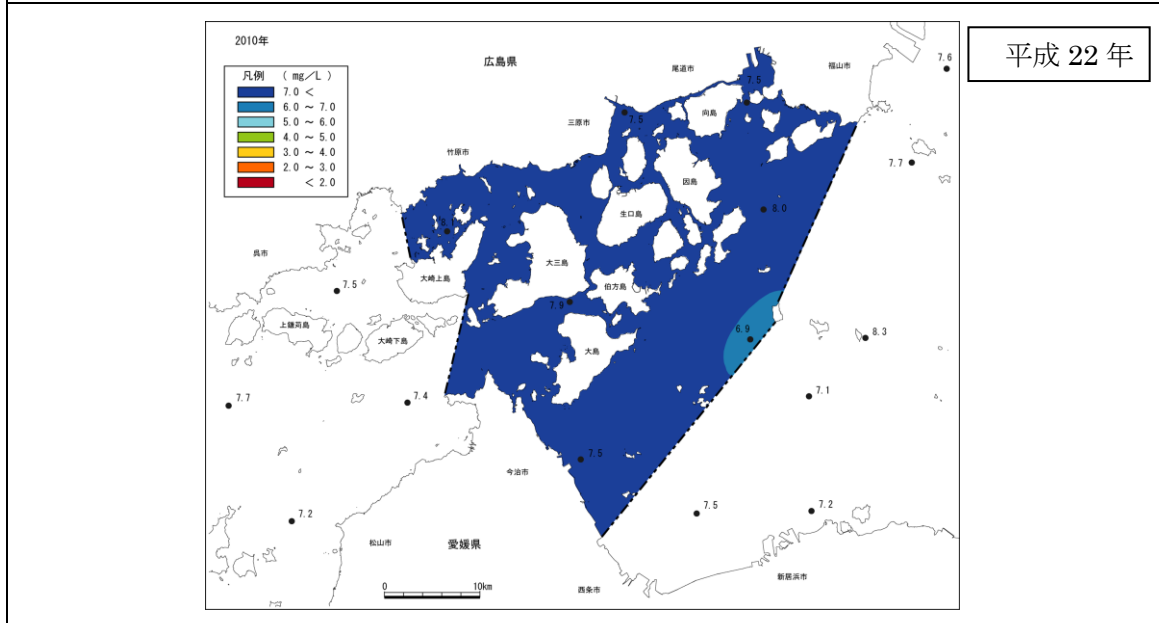 平成 22 年
2010年
広島県
尾道市
福山市
7.6
凡例 （ mg／L ）
7.0 ＜
6.0 ～ 7.0
5.0 ～ 6.0
4.0 ～ 5.0
3.0 ～ 4.0
2.0 ～ 3.0
＜ 2.0
7.5
向島
7.5
三原市
竹原市
7.7
因島
生口島
8.0
呉市
大三島
大崎上島
伯方島
7.5
7.9
上鎌苅島
大崎下島
大島
6.9
8.3
7.7
7.4
7.1
7.5
今治市
7.2
7.5
7.2
松山市
愛媛県
新居浜市
0 10km
西条市